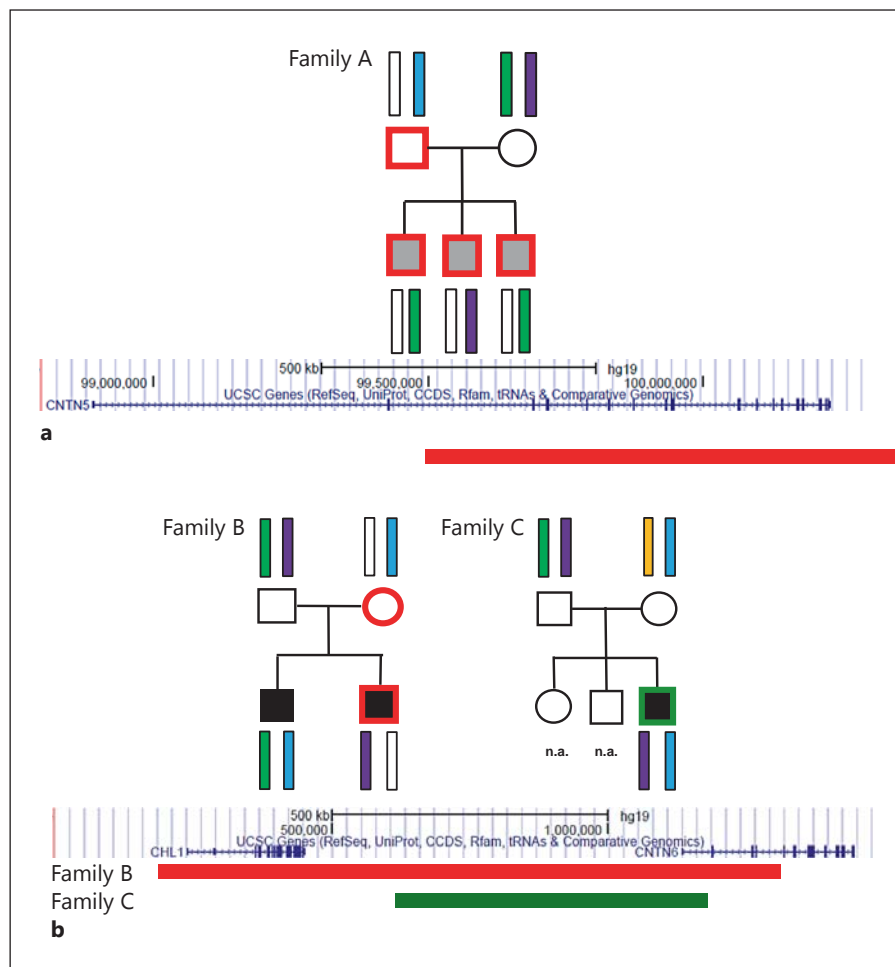 Family A
500 kb hg19
99,000,000 99,500,000 100,000,000
UCSC Genes (RefSeq, UniProt, CCDS, Rfam, tRNAs & Comparative Genomics)
CNTN5
a
Family B Family C
n.a. n.a.
500 kb hg19
500,000 1,000,000
UCSC Genes (RefSeq, UniProt, CCDS, Rfam, tRNAs & Comparative Genomics)
CHL1 CNTN6
Family B
Family C
b